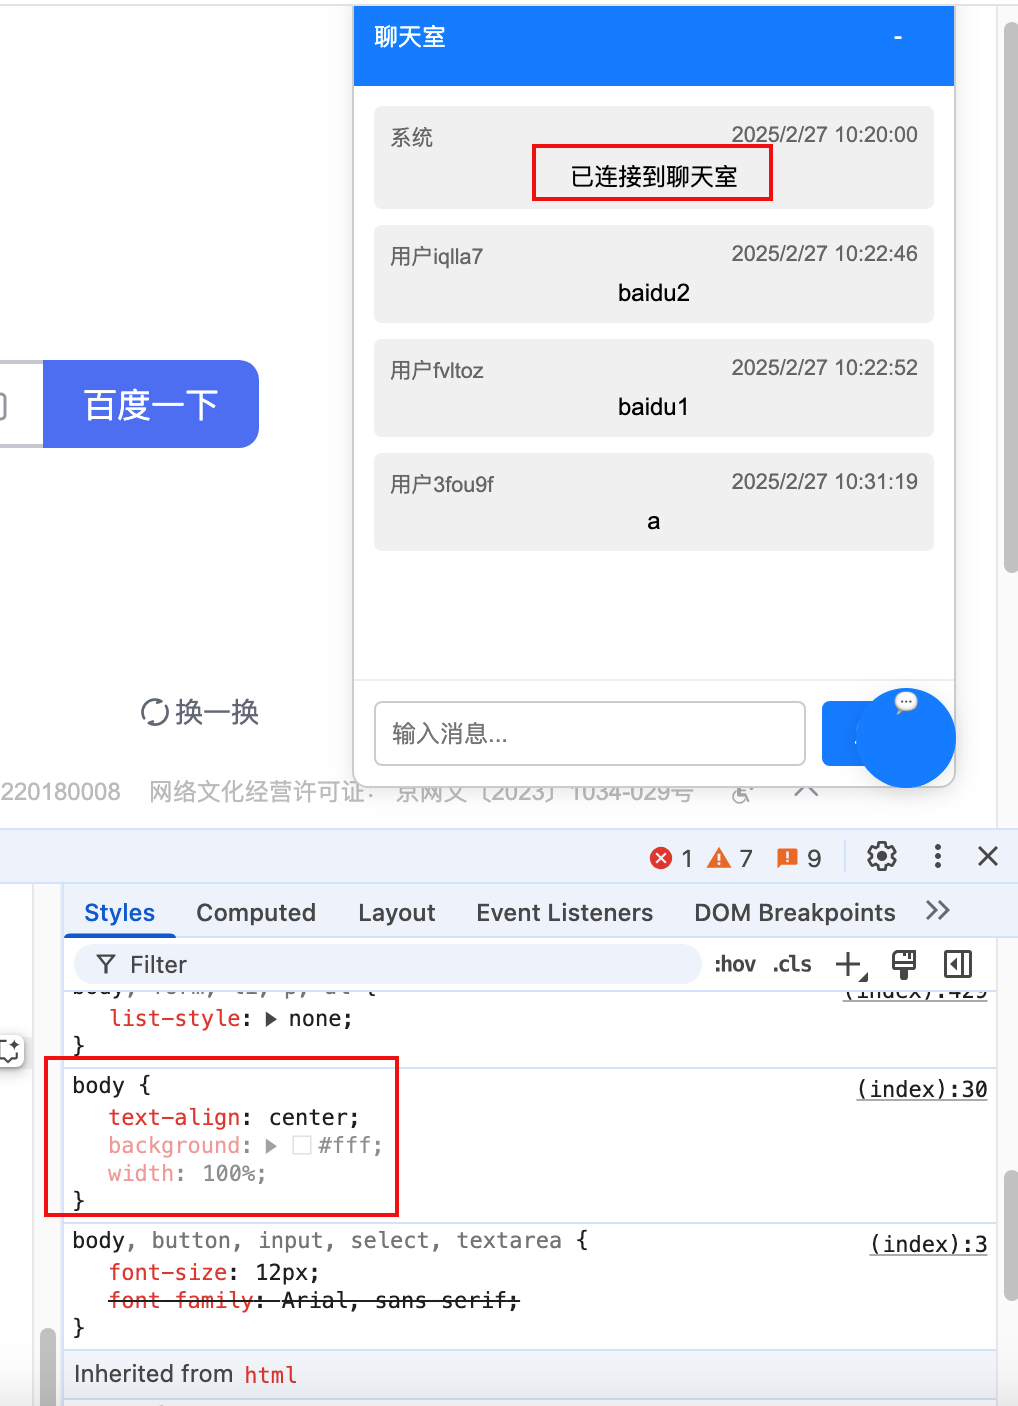 聊天室 -
系统 2025/2/27 10:20:00
已连接到聊天室
用户iqlla7 2025/2/27 10:22:46
baidu2
用户fvltoz 2025/2/27 10:22:52
baidu1
百度一下
用户3fou9f 2025/2/27 10:31:19
a
换一换
输入消息...
220180008 网络文化经营许可证： 京网文〔2023〕1034-029号
1 7 9
Styles Computed Layout Event Listeners DOM Breakpoints
Filter :hov .cls
body, form, li, p, ul { (index):429
list-style: none;
}
body { (index):30
text-align: center;
background: #fff;
width: 100%;
}
body, button, input, select, textarea { (index):3
font-size: 12px;
font-family: Arial, sans-serif;
}
Inherited from html